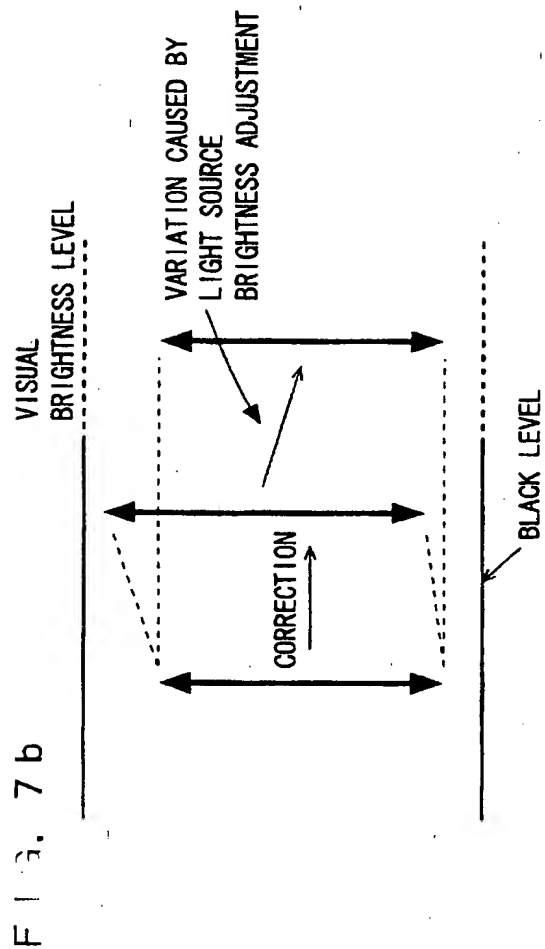 FIG. 7b
VISUAL
BRIGHTNESS LEVEL
VARIATION CAUSED BY
LIGHT SOURCE
BRIGHTNESS ADJUSTMENT
CORRECTION
BLACK LEVEL